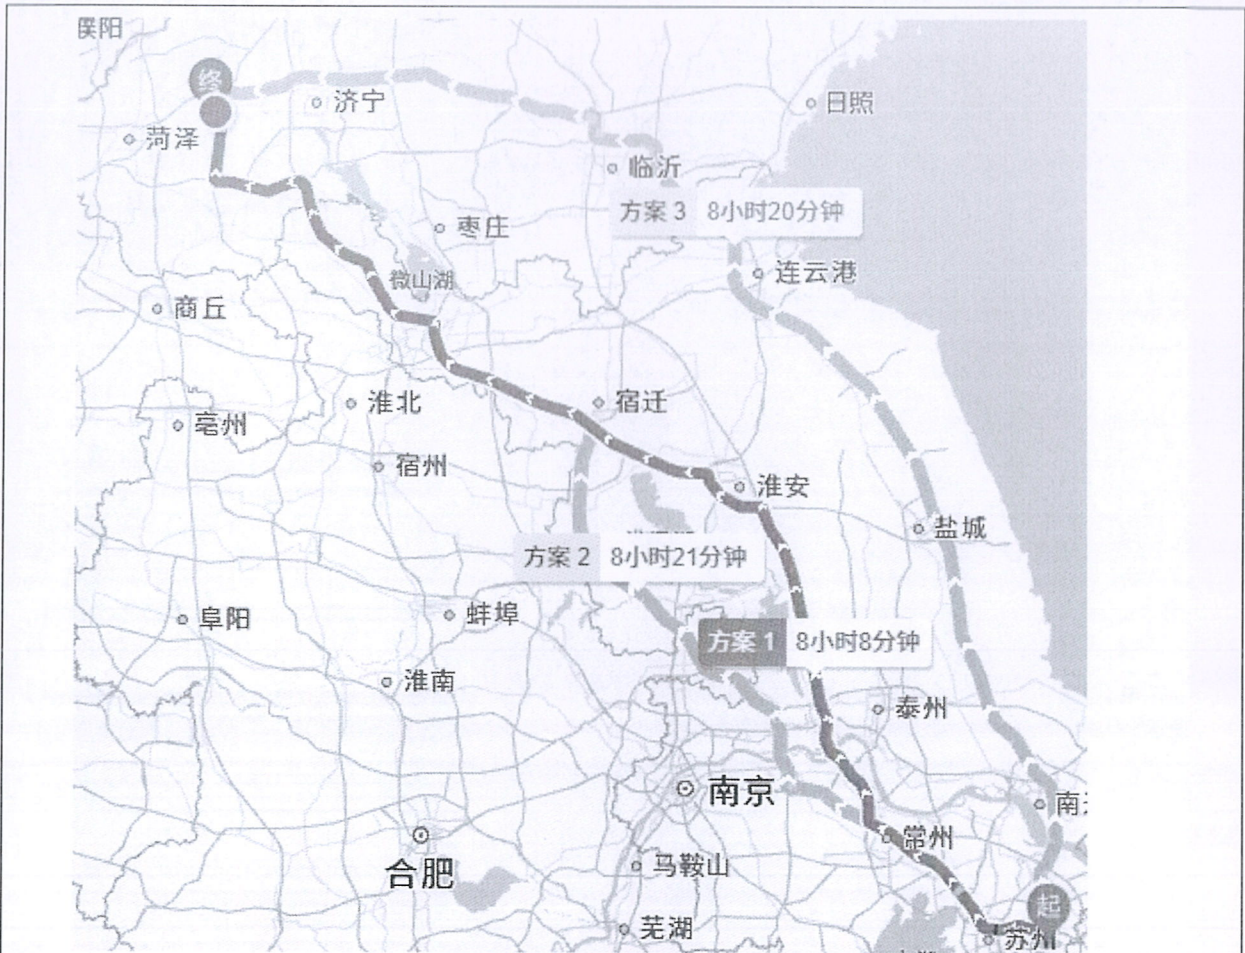 终
济宁
日照
菏泽
临沂
方案 3 8小时20分钟
枣庄
连云港
微山湖
商丘
淮北
宿迁
亳州
宿州
淮安
盐城
方案 2 8小时21分钟
阜阳
蚌埠
方案 1 8小时8分钟
淮南
泰州
南京
南
常州
合肥
马鞍山
起
芜湖
苏州